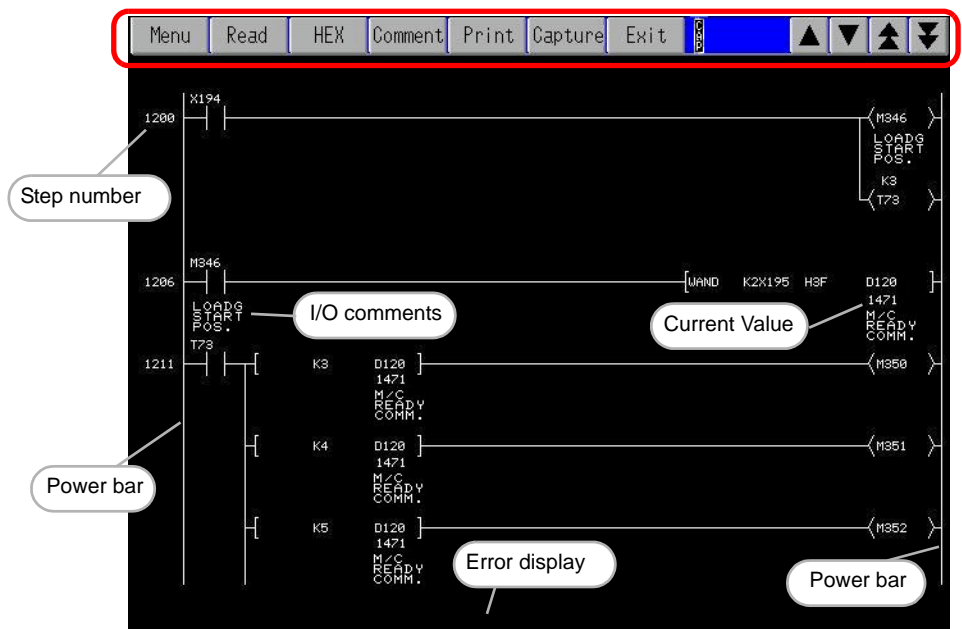 Menu Read HEX Comment Print Capture Exit CAP
X194
1200 M346
LOADG
START
POS.
K3
T73
Step number
M346
1206 WAND K2X195 H3F D120
1471
M/C
READY
COMM.
LOADG
START
POS.
I/O comments
Current Value
T73
1211 K3 D120 M350
1471
M/C
READY
COMM.
K4 D120 M351
1471
M/C
READY
COMM.
Power bar
K5 D120 M352
1471
M/C
READY
COMM.
Error display
Power bar